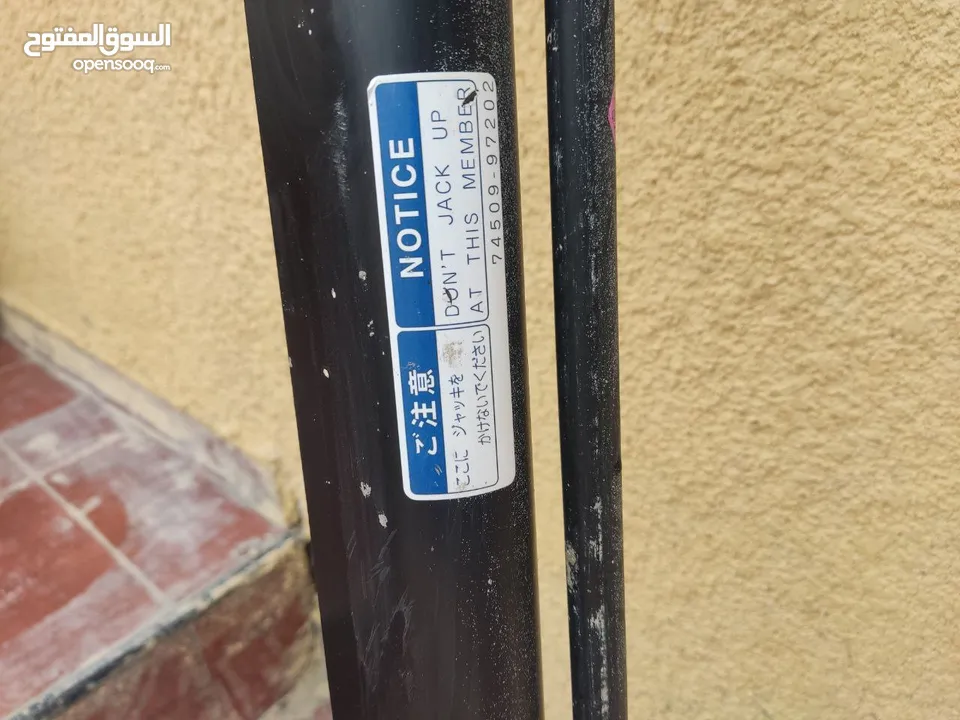 السوق المفتوح
opensooq.com
NOTICE
DON'T JACK UP
AT THIS MEMBER
74509-97202
ご注意
ここに ジャッキを
かけないでください